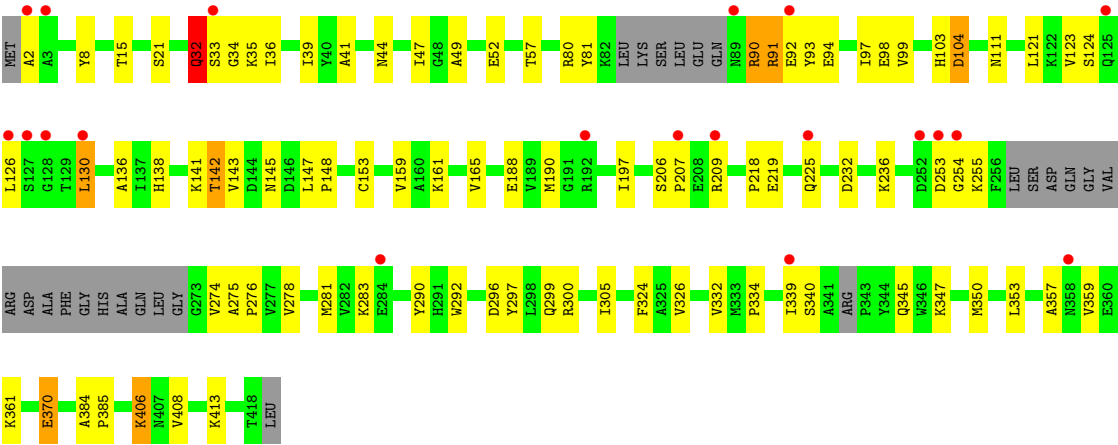 MET A2 A3 Y8 T15 S21 Q32 S33 G34 K35 I36 I39 Y40 A41 N44 I47 G48 A49 E52 T57 R80 Y81 K82 LEU LYS SER LEU GLU GLN N89 R90 R91 E92 Y93 E94 I97 E98 V99 H103 D104 N111 L121 K122 V123 S124 Q125
L126 S127 G128 T129 L130 A136 I137 H138 K141 T142 V143 D144 N145 D146 L147 P148 C153 V159 A160 K161 V165 E188 V189 M190 G191 R192 I197 S206 P207 E208 R209 P218 E219 Q225 D232 K236 D252 D253 G254 K255 F256 LEU SER ASP GLN GLY VAL
ARG ASP ALA PHE GLY HIS ALA GLN LEU GLY G273 V274 A275 P276 V277 V278 M281 V282 K283 E284 Y290 H291 W292 D296 Y297 L298 Q299 R300 I305 F324 A325 V326 V332 M333 P334 I339 S340 A341 ARG P343 Y344 Q345 W346 K347 M350 L353 A357 N358 V359 E360
K361 E370 A384 P385 K406 N407 V408 K413 T418 LEU